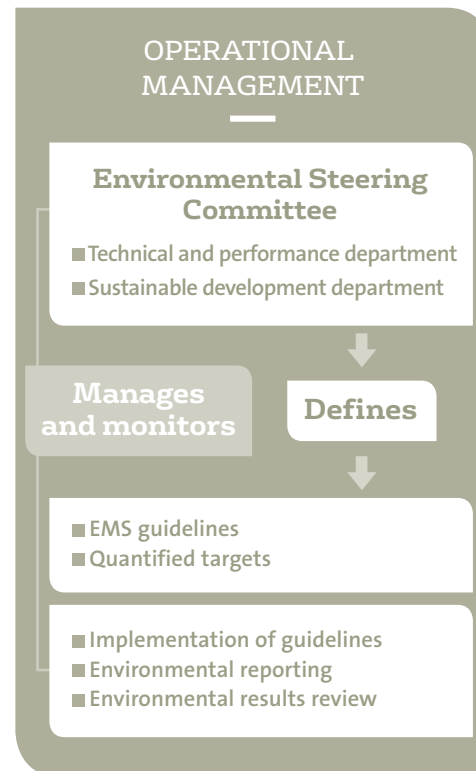 OPERATIONAL
MANAGEMENT
Environmental Steering
Committee
■ Technical and performance department
■ Sustainable development department
Manages
and monitors
Defines
■ EMS guidelines
■ Quantified targets
■ Implementation of guidelines
■ Environmental reporting
■ Environmental results review